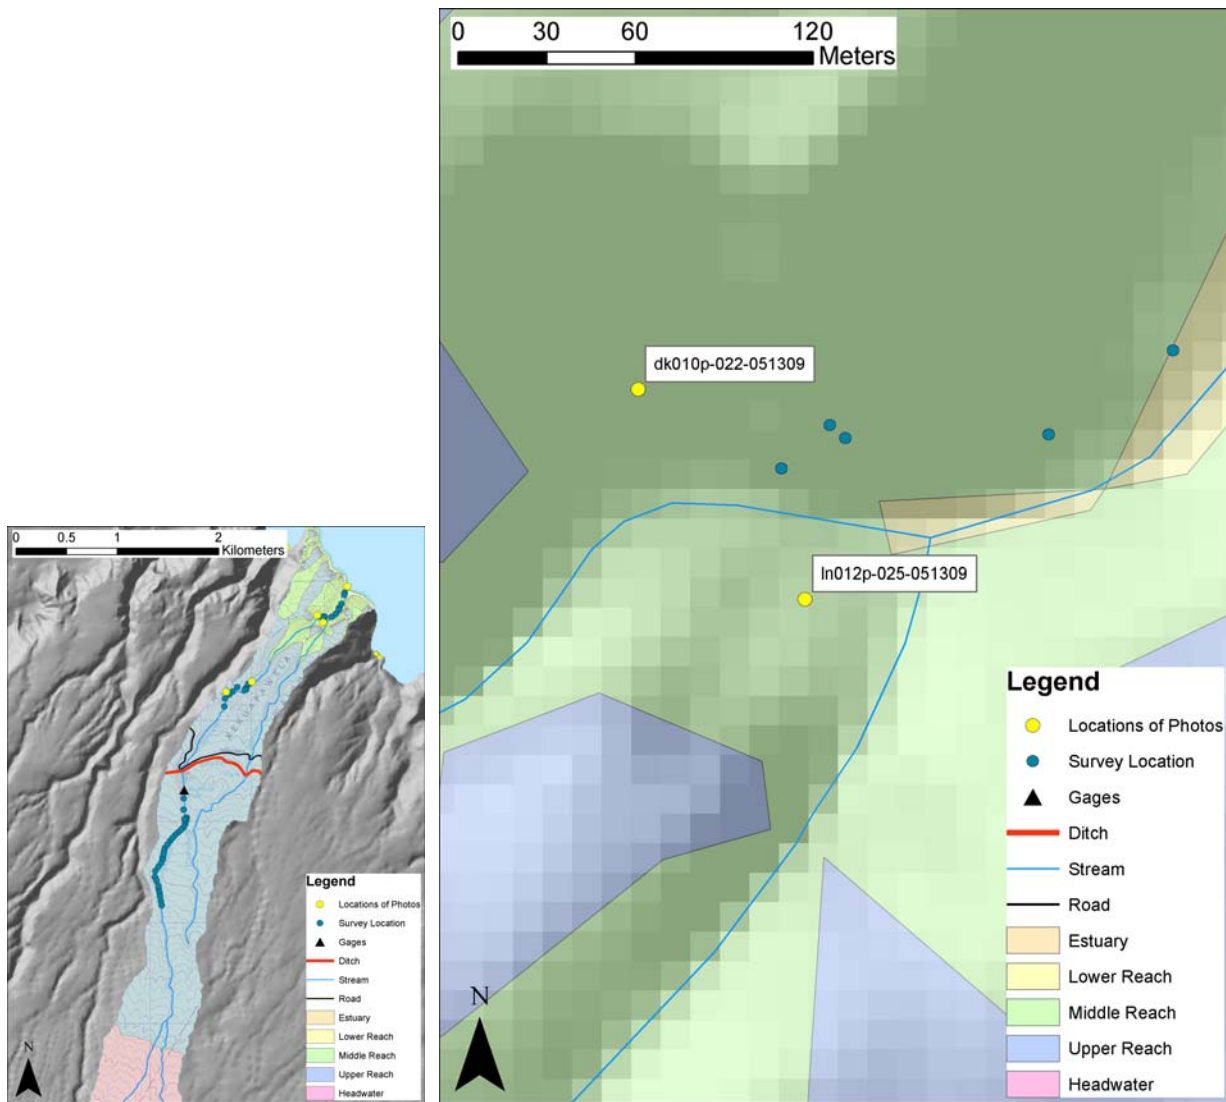 0 30 60 120
Meters
dk010p-022-051309
ln012p-025-051309
Legend
Locations of Photos
Survey Location
Gages
Ditch
Stream
Road
Estuary
Lower Reach
Middle Reach
Upper Reach
Headwater
N
0 0.5 1 2
Kilometers
Legend
Locations of Photos
Survey Location
Gages
Ditch
Stream
Road
Estuary
Lower Reach
Middle Reach
Upper Reach
Headwater
N